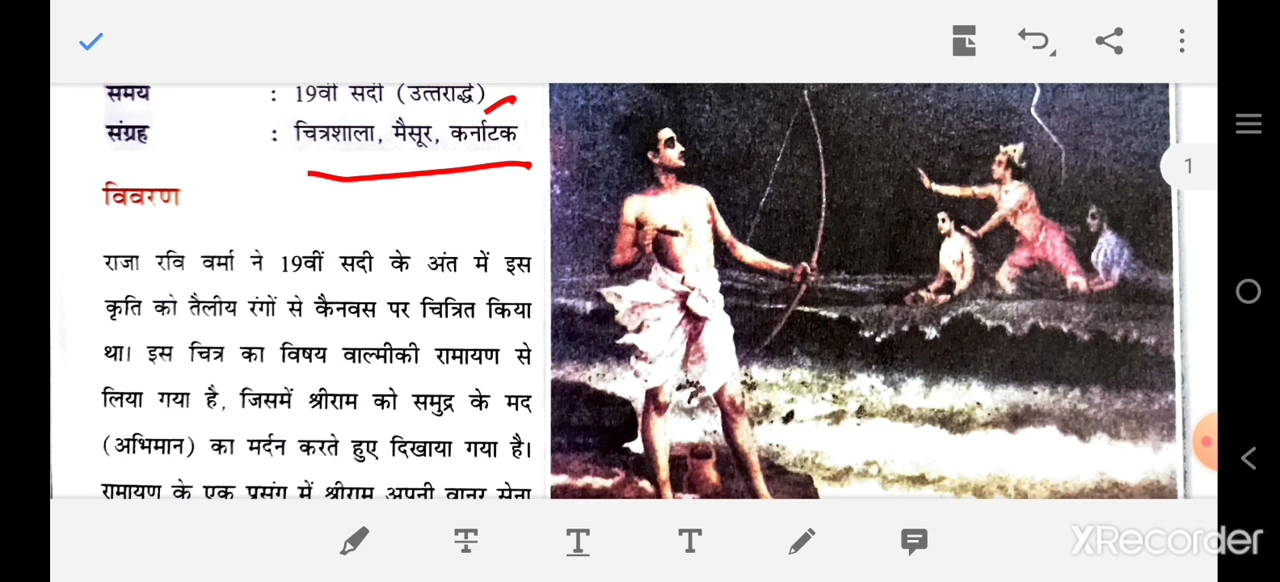 समय : 19वीं सदी (उत्तरार्द्ध)
संग्रह : चित्रशाला, मैसूर, कर्नाटक
1
विवरण
राजा रवि वर्मा ने 19वीं सदी के अंत में इस
कृति को तैलीय रंगों से कैनवस पर चित्रित किया
था। इस चित्र का विषय वाल्मीकी रामायण से
लिया गया है, जिसमें श्रीराम को समुद्र के मद
(अभिमान) का मर्दन करते हुए दिखाया गया है।
रामायण के एक प्रसंग में श्रीराम अपनी वानर सेना
T T T
XRecorder